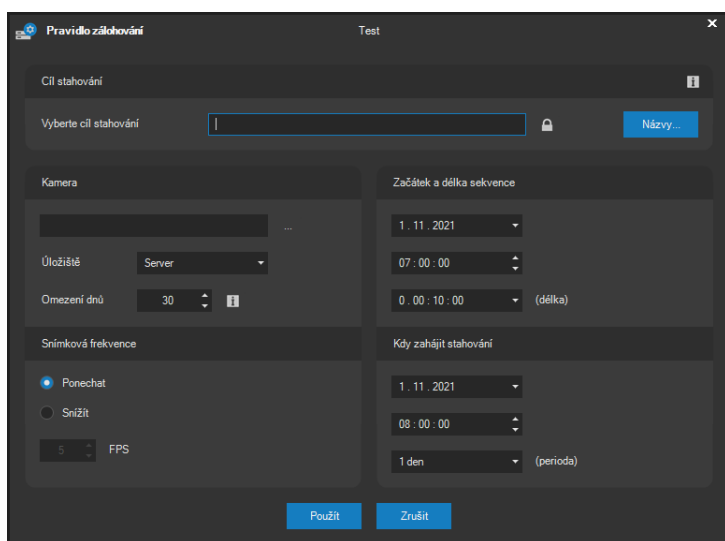 Pravidlo zálohování
Test
Cíl stahování
Vyberte cíl stahování
Názvy...
Kamera
...
Úložiště
Server
Omezení dnů
30
Snímková frekvence
Ponechat
Snížít
5
FPS
Začátek a délka sekvence
1 . 11 . 2021
07 : 00 : 00
0 . 00 : 10 : 00
(délka)
Kdy zahájit stahování
1 . 11 . 2021
08 : 00 : 00
1 den
(perioda)
Použít
Zrušit